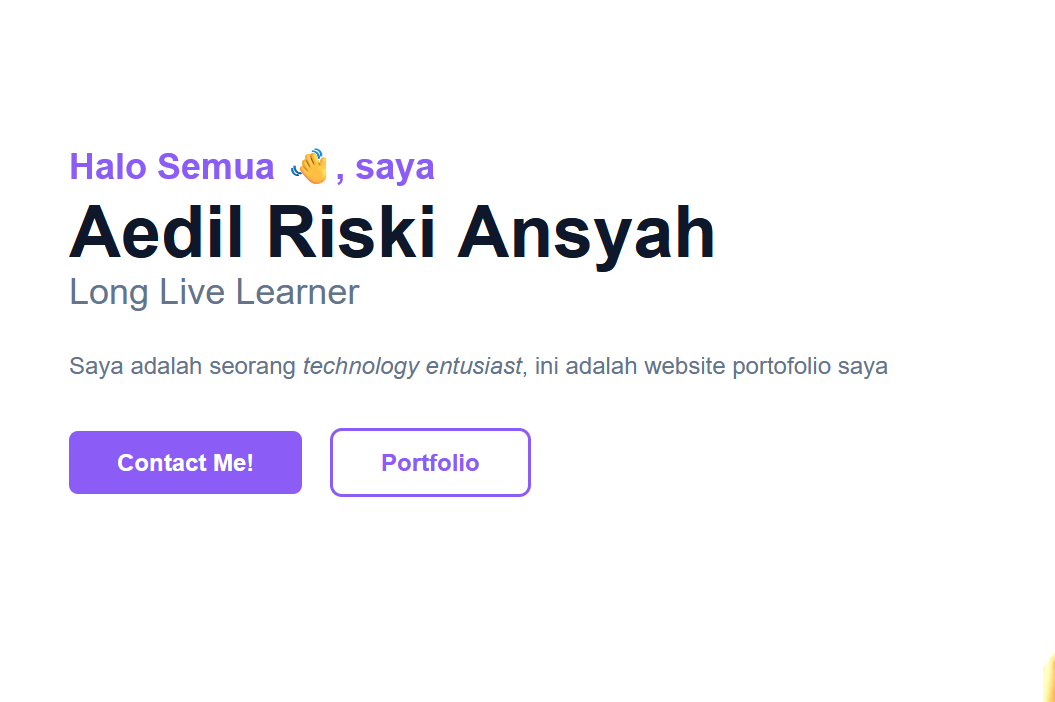 Halo Semua 👋, saya
Aedil Riski Ansyah
Long Live Learner
Saya adalah seorang technology entusiast, ini adalah website portofolio saya
Contact Me!
Portfolio